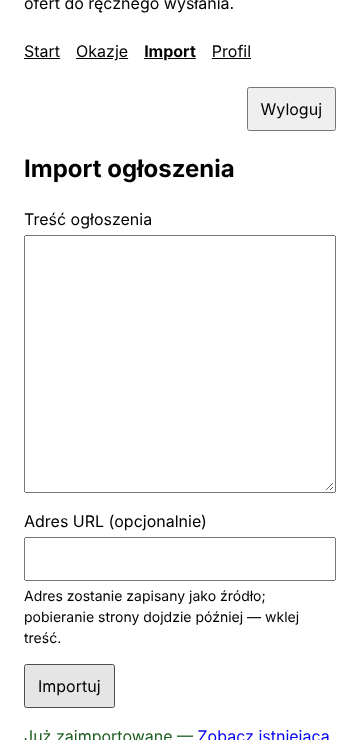 ofert do ręcznego wysłania.
Start Okazje Import Profil
Wyloguj
Import ogłoszenia
Treść ogłoszenia
Adres URL (opcjonalnie)
Adres zostanie zapisany jako źródło;
pobieranie strony dojdzie później — wklej
treść.
Importuj
Już zaimportowane — Zobacz istniejącą